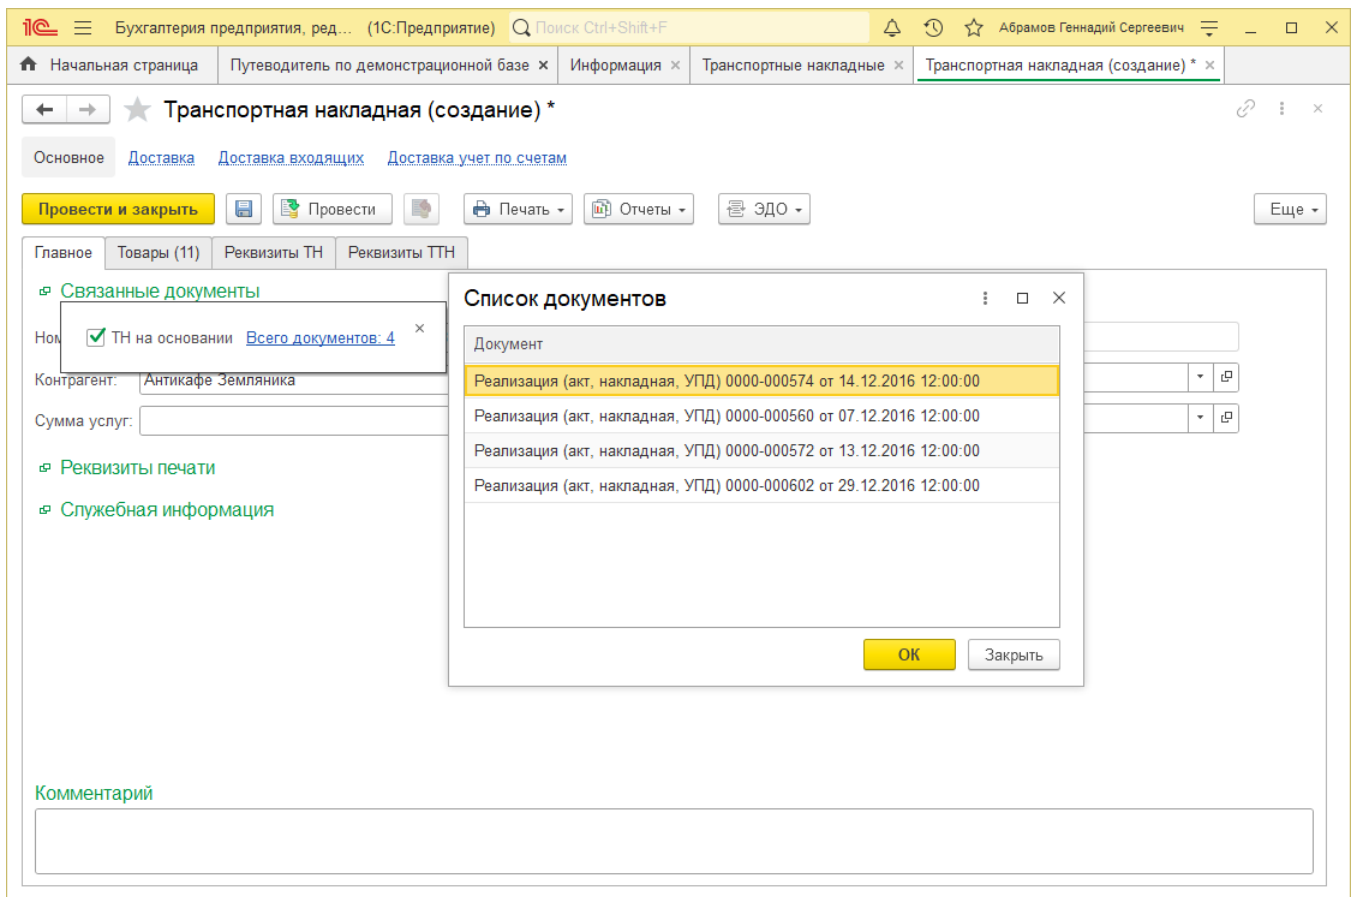 1С Бухгалтерия предприятия, ред... (1С:Предприятие) Поиск Ctrl+Shift+F Абрамов Геннадий Сергеевич
Начальная страница Путеводитель по демонстрационной базе × Информация × Транспортные накладные × Транспортная накладная (создание) * ×
Транспортная накладная (создание) *
Основное Доставка Доставка входящих Доставка учет по счетам
Провести и закрыть Провести Печать Отчеты ЭДО Еще
Главное Товары (11) Реквизиты ТН Реквизиты ТТН
Связанные документы
ТН на основании Всего документов: 4 ×
Контрагент: Антикафе Земляника
Сумма услуг:
Реквизиты печати
Служебная информация
Список документов
Документ
Реализация (акт, накладная, УПД) 0000-000574 от 14.12.2016 12:00:00
Реализация (акт, накладная, УПД) 0000-000560 от 07.12.2016 12:00:00
Реализация (акт, накладная, УПД) 0000-000572 от 13.12.2016 12:00:00
Реализация (акт, накладная, УПД) 0000-000602 от 29.12.2016 12:00:00
ОК Закрыть
Комментарий